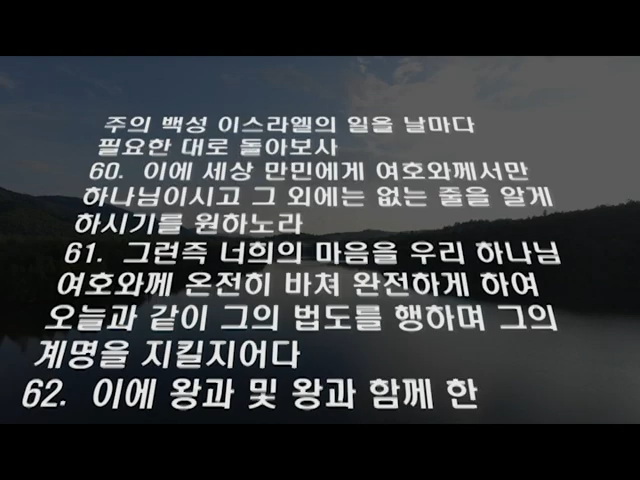 주의 백성 이스라엘의 일을 날마다
필요한 대로 돌아보사
60. 이에 세상 만민에게 여호와께서만
하나님이시고 그 외에는 없는 줄을 알게
하시기를 원하노라
61. 그런즉 너희의 마음을 우리 하나님
여호와께 온전히 바쳐 완전하게 하여
오늘과 같이 그의 법도를 행하며 그의
계명을 지킬지어다
62. 이에 왕과 및 왕과 함께 한